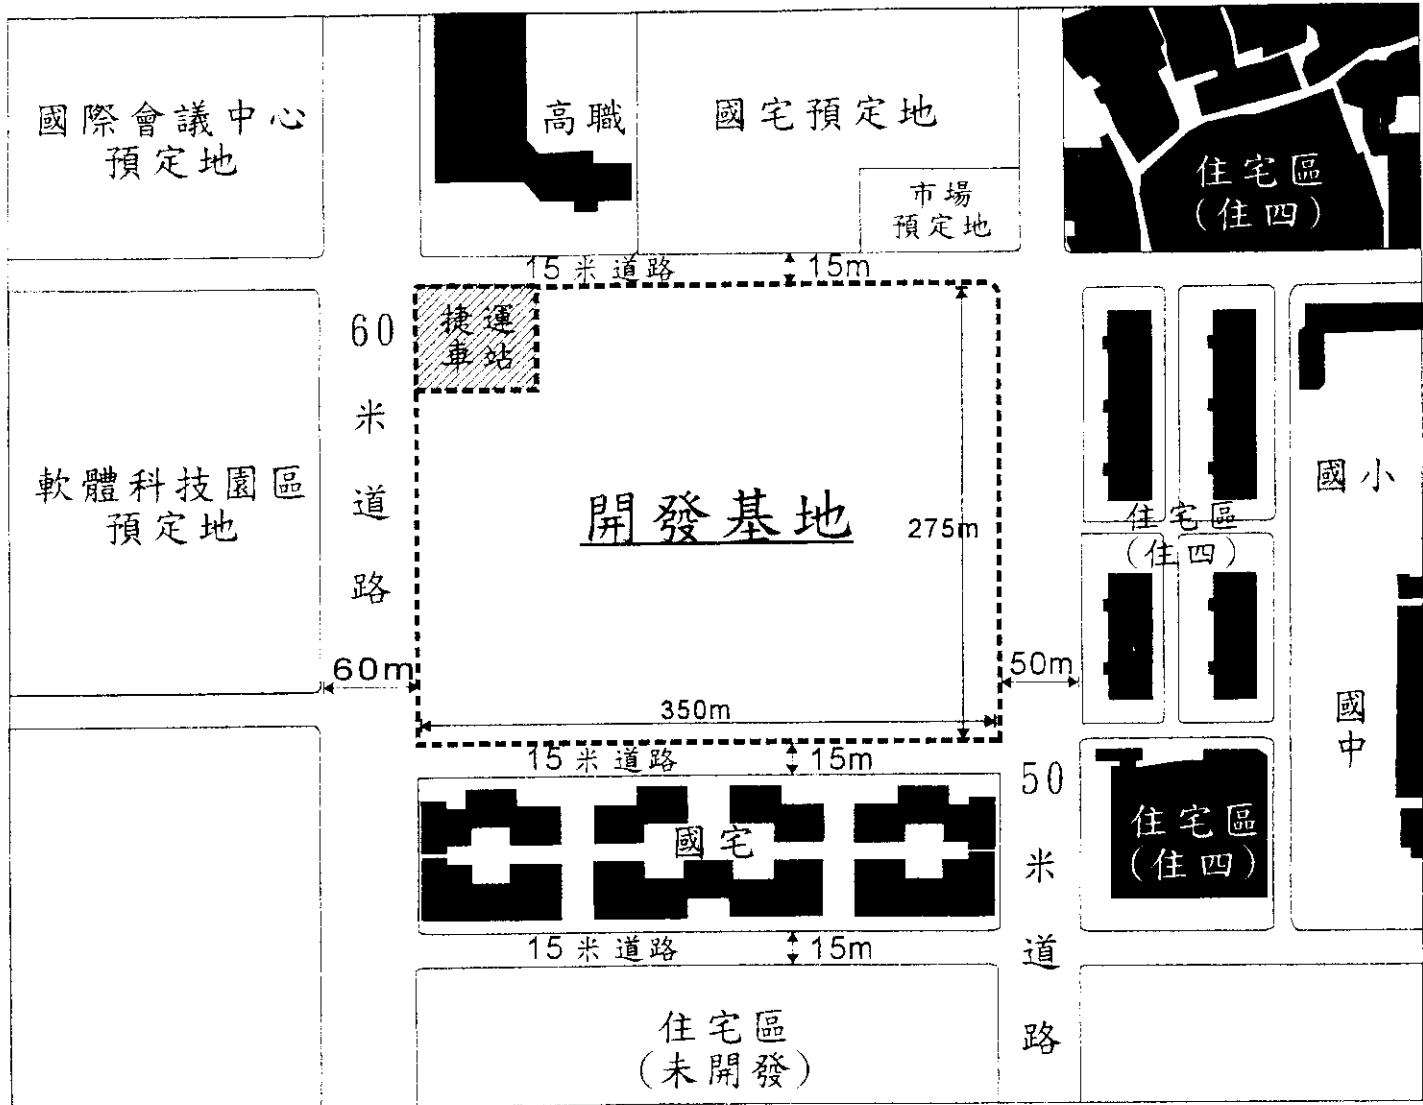 國際會議中心
預定地
高職
國宅預定地
市場
預定地
住宅區
(住四)
15米道路
15m
捷運
車站
60米道路
軟體科技園區
預定地
開發基地
275m
350m
60m
50m
住宅區
(住四)
國小
國中
15米道路
15m
50米道路
國宅
住宅區
(住四)
15米道路
15m
住宅區
(未開發)